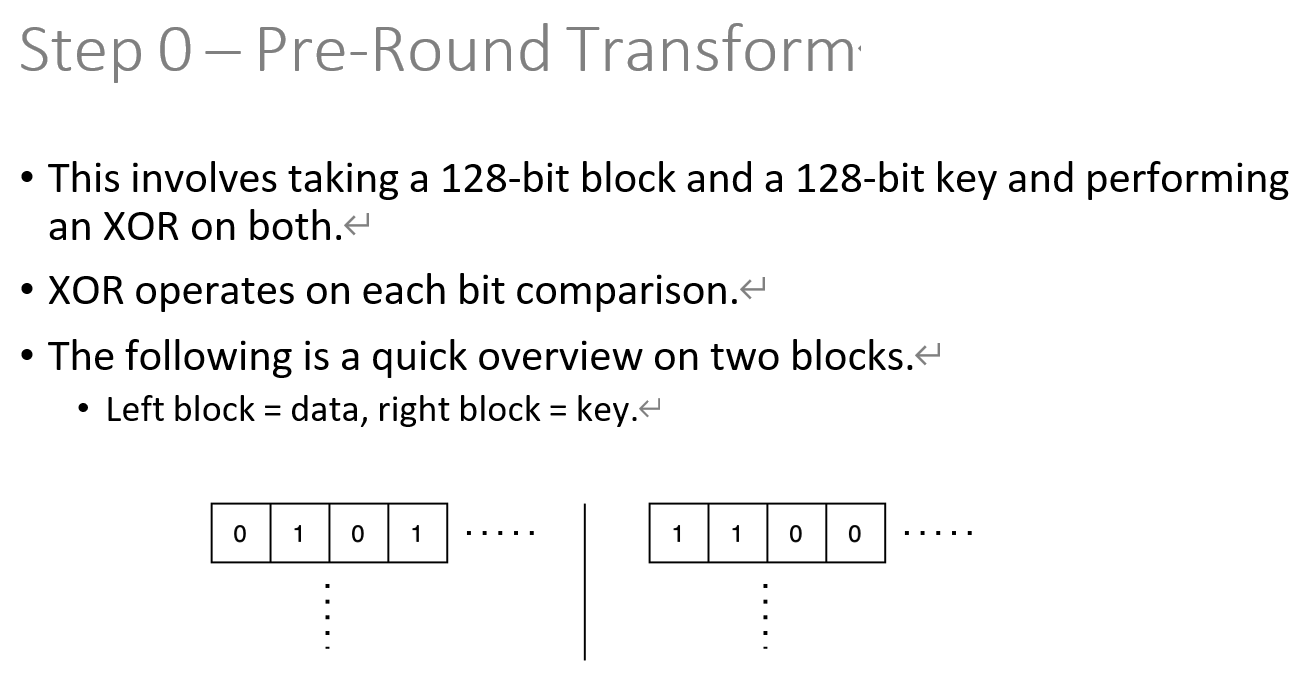 Step 0 – Pre-Round Transform
• This involves taking a 128-bit block and a 128-bit key and performing
an XOR on both.↵
• XOR operates on each bit comparison.↵
• The following is a quick overview on two blocks.↵
• Left block = data, right block = key.↵
0 1 0 1 ..... 1 1 0 0 .....